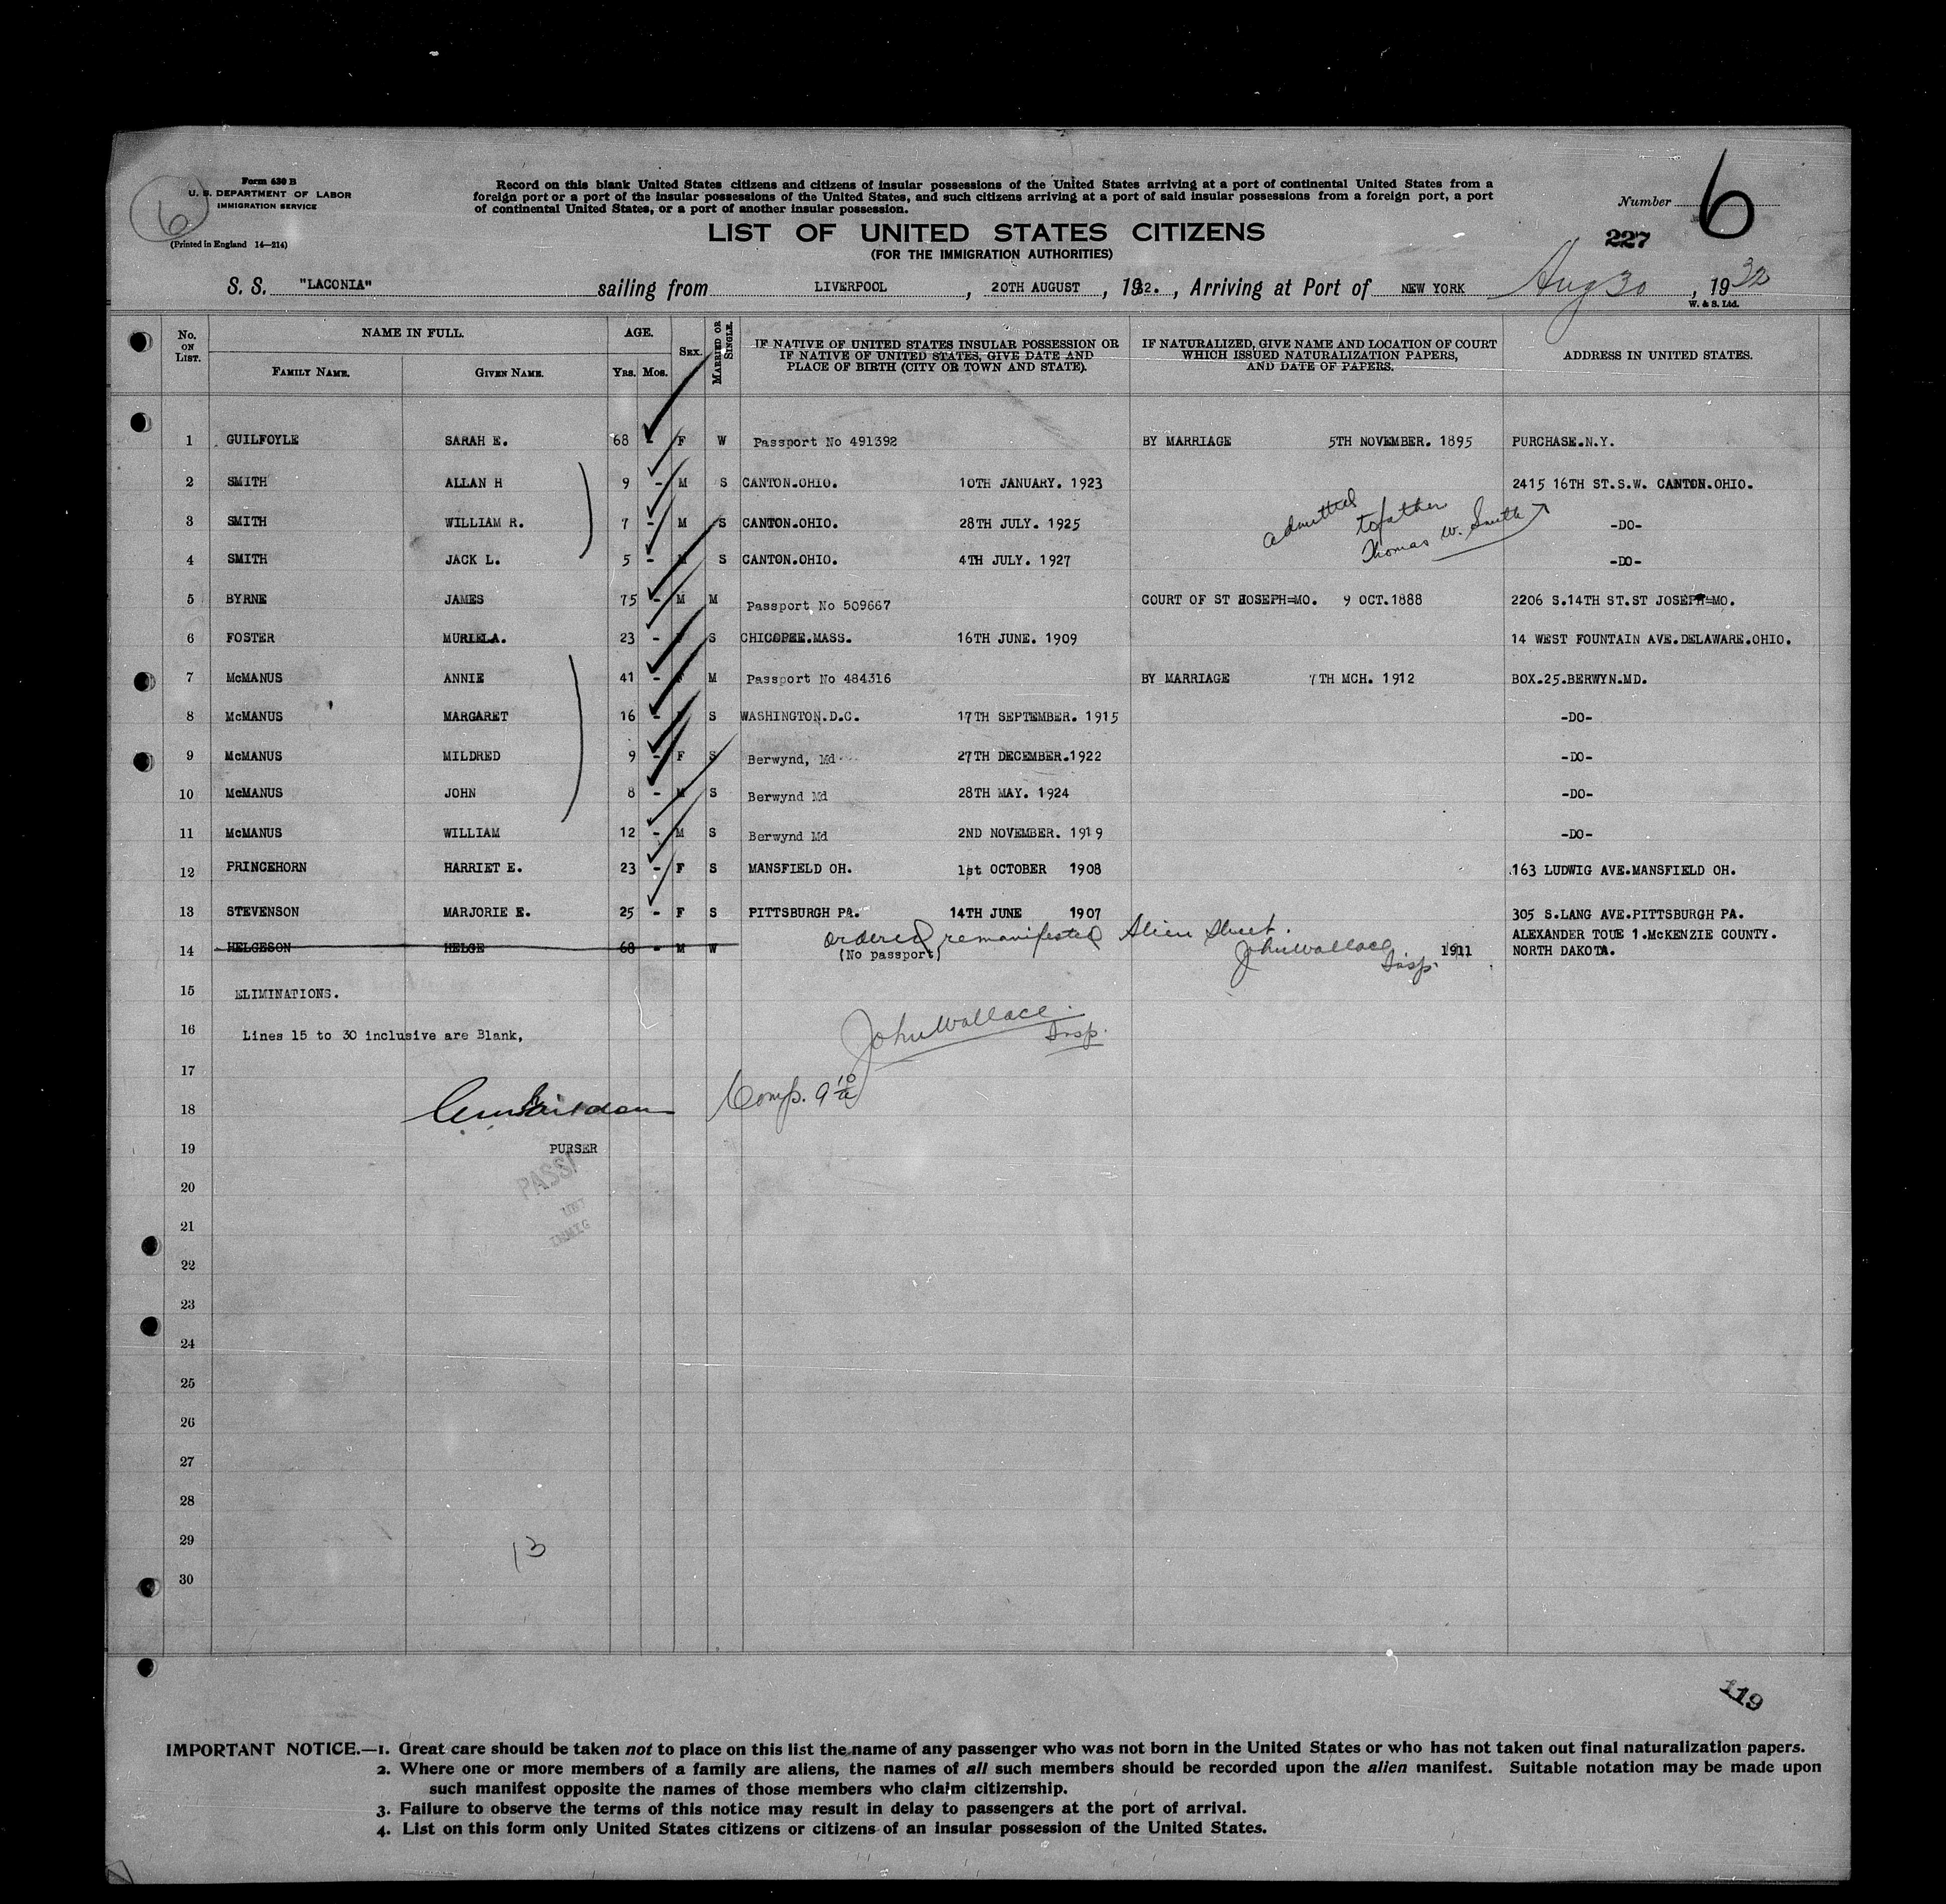 Form 630 B
U. S. DEPARTMENT OF LABOR
IMMIGRATION SERVICE
6
(Printed in England 14—214)
Record on this blank United States citizens and citizens of insular possessions of the United States arriving at a port of continental United States from a
foreign port or a port of the insular possessions of the United States, and such citizens arriving at a port of said insular possessions from a foreign port, a port
of continental United States, or a port of another insular possession.
LIST OF UNITED STATES CITIZENS
(FOR THE IMMIGRATION AUTHORITIES)
Number 6
227
S. S. "LACONIA" sailing from LIVERPOOL, 20TH AUGUST, 1932., Arriving at Port of NEW YORK Aug 30, 1932
W. & S. Ltd.
No. ON LIST. NAME IN FULL. AGE. SEX. MARRIED OR SINGLE. IF NATIVE OF UNITED STATES INSULAR POSSESSION OR IF NATIVE OF UNITED STATES, GIVE DATE AND PLACE OF BIRTH (CITY OR TOWN AND STATE). IF NATURALIZED, GIVE NAME AND LOCATION OF COURT WHICH ISSUED NATURALIZATION PAPERS, AND DATE OF PAPERS. ADDRESS IN UNITED STATES.
FAMILY NAME. GIVEN NAME. YRS. MOS.
1 GUILFOYLE SARAH E. 68 - F W Passport No 491392 BY MARRIAGE 5TH NOVEMBER. 1895 PURCHASE.N.Y.
2 SMITH ALLAN H 9 - M S CANTON.OHIO. 10TH JANUARY. 1923 2415 16TH ST.S.W. CANTON.OHIO.
admitted to father Thomas W. Smith
3 SMITH WILLIAM R. 7 - M S CANTON.OHIO. 28TH JULY. 1925 -DO-
4 SMITH JACK L. 5 - M S CANTON.OHIO. 4TH JULY. 1927 -DO-
5 BYRNE JAMES 75 - M M Passport No 509667 COURT OF ST JOSEPH=MO. 9 OCT.1888 2206 S.14TH ST.ST JOSEPH=MO.
6 FOSTER MURIELA. 23 - F S CHICOPEE.MASS. 16TH JUNE. 1909 14 WEST FOUNTAIN AVE.DELAWARE.OHIO.
7 McMANUS ANNIE 41 - F M Passport No 484316 BY MARRIAGE 7TH MCH. 1912 BOX.25.BERWYN.MD.
8 McMANUS MARGARET 16 - F S WASHINGTON.D.C. 17TH SEPTEMBER. 1915 -DO-
9 McMANUS MILDRED 9 - F S Berwynd, Md 27TH DECEMBER.1922 -DO-
10 McMANUS JOHN 8 - M S Berwynd Md 28TH MAY. 1924 -DO-
11 McMANUS WILLIAM 12 - M S Berwynd Md 2ND NOVEMBER. 1919 -DO-
12 PRINCEHORN HARRIET E. 23 - F S MANSFIELD OH. 1st OCTOBER 1908 163 LUDWIG AVE.MANSFIELD OH.
13 STEVENSON MARJORIE E. 25 - F S PITTSBURGH PA. 14TH JUNE 1907 305 S.LANG AVE.PITTSBURGH PA.
ordered remanifested Alien Sheet. ALEXANDER TOUE 1.McKENZIE COUNTY.
14 HELGESON HELGE 68 - M W (No passport) John Wallace Insp. 1911 NORTH DAKOTA.
15 ELIMINATIONS.
16 Lines 15 to 30 inclusive are Blank,
John Wallace Insp.
17
18 Comp. 9 10/a
19 PURSER
PASS
IMMIG
20
21
22
23
24
25
26
27
28
29
13
30
119
IMPORTANT NOTICE.—1. Great care should be taken not to place on this list the name of any passenger who was not born in the United States or who has not taken out final naturalization papers.
2. Where one or more members of a family are aliens, the names of all such members should be recorded upon the alien manifest. Suitable notation may be made upon
such manifest opposite the names of those members who claim citizenship.
3. Failure to observe the terms of this notice may result in delay to passengers at the port of arrival.
4. List on this form only United States citizens or citizens of an insular possession of the United States.